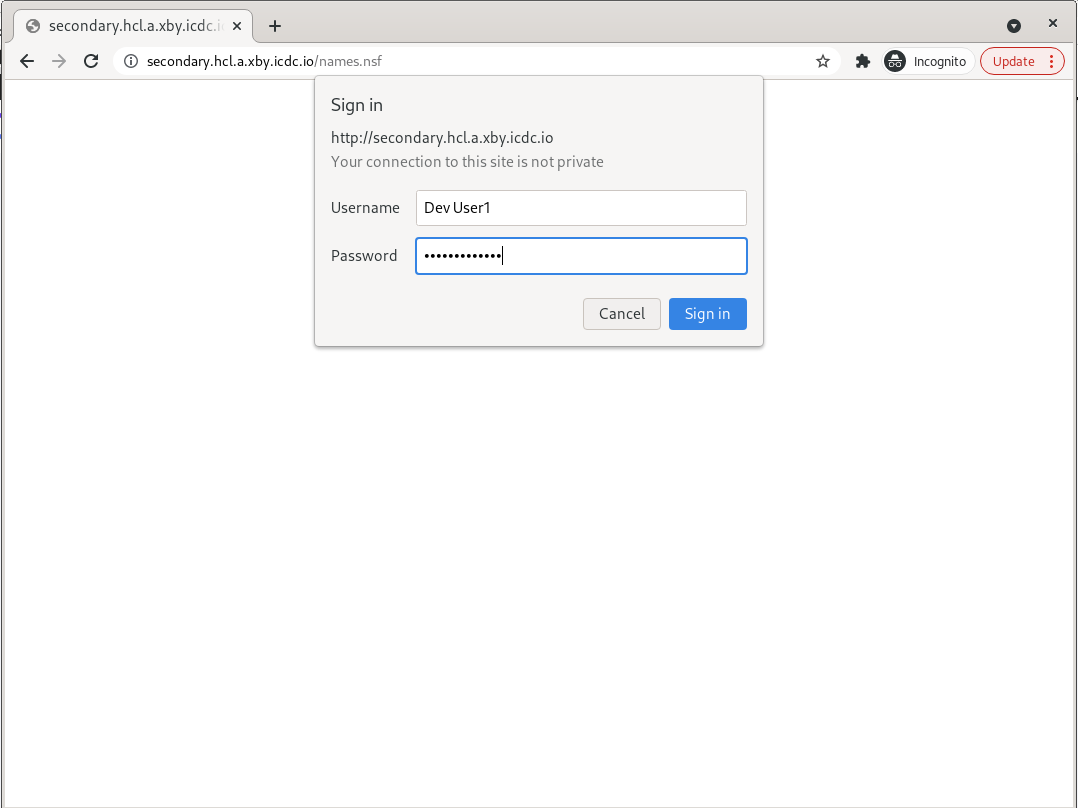 secondary.hcl.a.xby.icdc.i
secondary.hcl.a.xby.icdc.io/names.nsf
Incognito
Update
Sign in
http://secondary.hcl.a.xby.icdc.io
Your connection to this site is not private
Username
Dev User1
Password
•••••••••••••
Cancel
Sign in